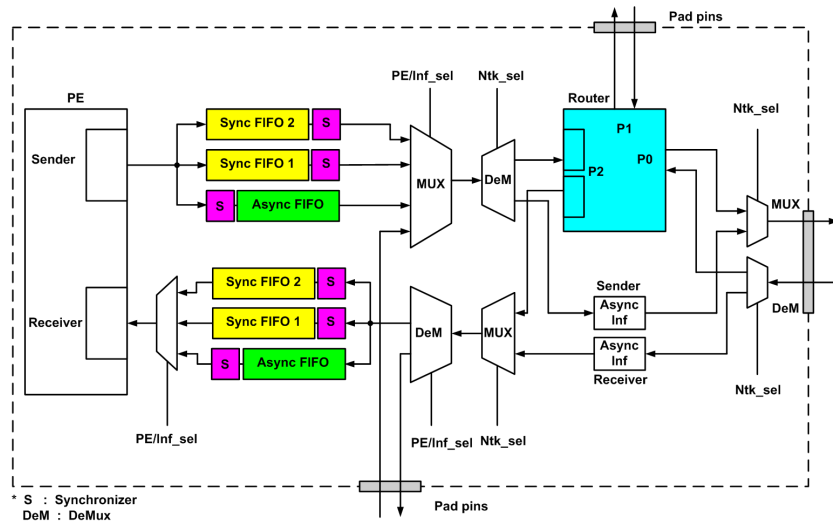 Pad pins
PE/Inf_sel
Ntk_sel
PE
Router
Ntk_sel
Sync FIFO 2
S
P1
Sender
Sync FIFO 1
S
MUX
DeM
P2
P0
S
Async FIFO
MUX
Sync FIFO 2
S
Sender
Async
Inf
DeM
Receiver
Sync FIFO 1
S
DeM
MUX
Async
Inf
S
Async FIFO
Receiver
Ntk_sel
PE/Inf_sel
PE/Inf_sel
Ntk_sel
* S : Synchronizer
DeM : DeMux
Pad pins